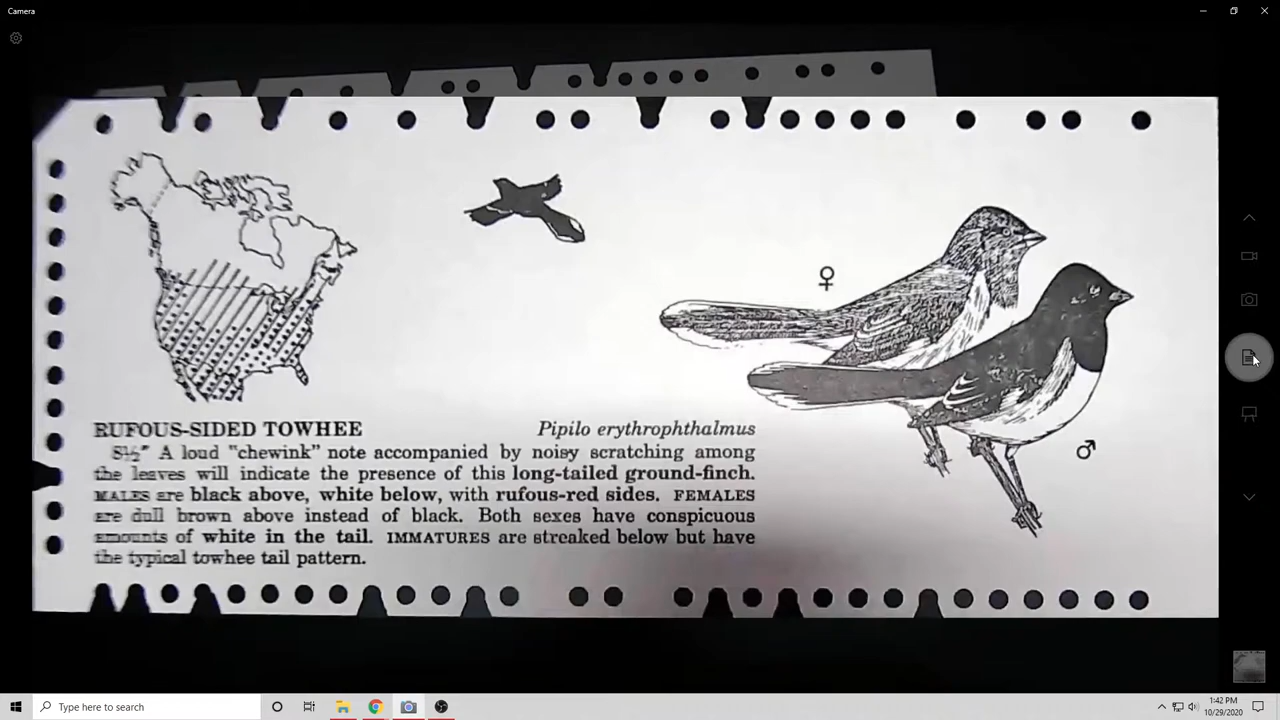 Camera
♀
♂
RUFOUS-SIDED TOWHEE Pipilo erythrophthalmus
8½" A loud "chewink" note accompanied by noisy scratching among
the leaves will indicate the presence of this long-tailed ground-finch.
MALES are black above, white below, with rufous-red sides. FEMALES
are dull brown above instead of black. Both sexes have conspicuous
amounts of white in the tail. IMMATURES are streaked below but have
the typical towhee tail pattern.
Type here to search
1:42 PM
10/29/2020